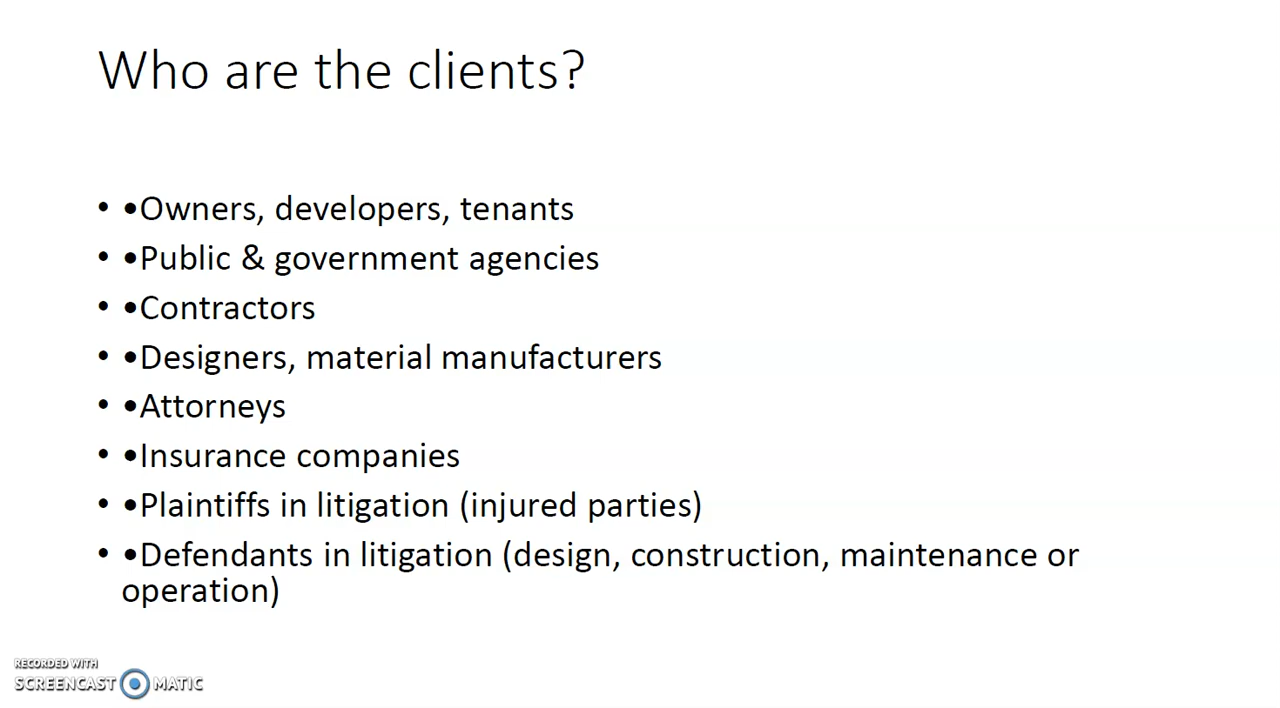 Who are the clients?
• •Owners, developers, tenants
• •Public & government agencies
• •Contractors
• •Designers, material manufacturers
• •Attorneys
• •Insurance companies
• •Plaintiffs in litigation (injured parties)
• •Defendants in litigation (design, construction, maintenance or
operation)
RECORDED WITH
SCREENCAST MATIC